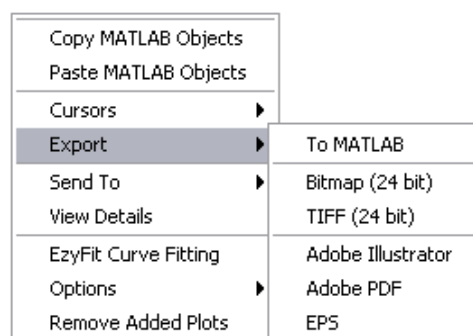 Copy MATLAB Objects
Paste MATLAB Objects
Cursors
Export
Send To
View Details
EzyFit Curve Fitting
Options
Remove Added Plots
To MATLAB
Bitmap (24 bit)
TIFF (24 bit)
Adobe Illustrator
Adobe PDF
EPS